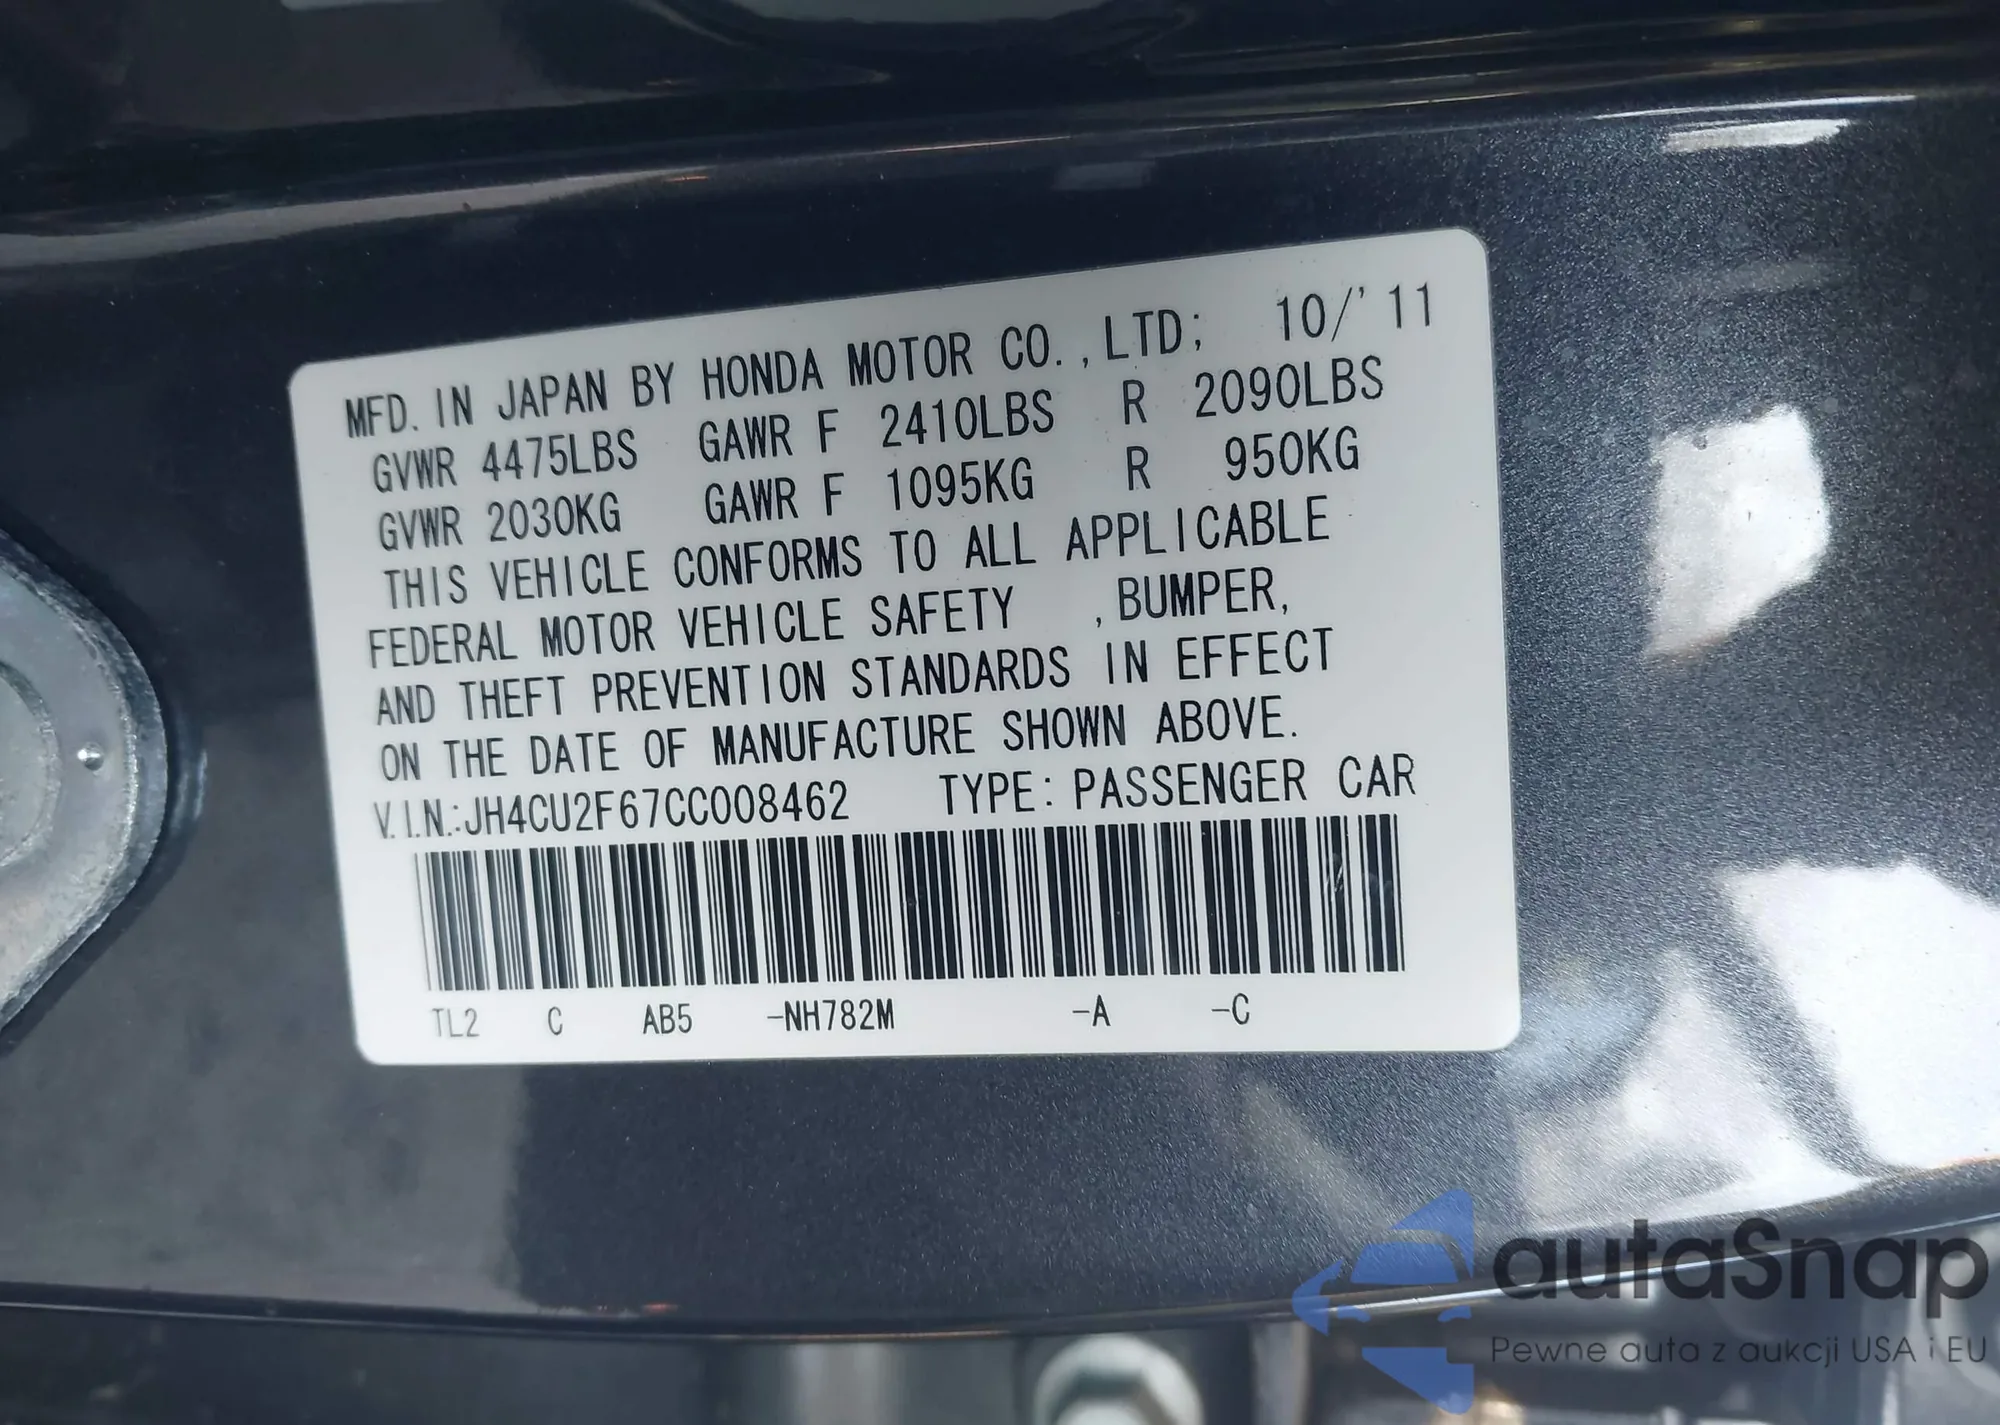 MFD. IN JAPAN BY HONDA MOTOR CO.,LTD; 10/'11
GVWR 4475LBS GAWR F 2410LBS R 2090LBS
GVWR 2030KG GAWR F 1095KG R 950KG
THIS VEHICLE CONFORMS TO ALL APPLICABLE
FEDERAL MOTOR VEHICLE SAFETY ,BUMPER,
AND THEFT PREVENTION STANDARDS IN EFFECT
ON THE DATE OF MANUFACTURE SHOWN ABOVE.
V.I.N.:JH4CU2F67CC008462 TYPE: PASSENGER CAR
TL2 C AB5 -NH782M -A -C
autaSnap
Pewne auta z aukcji USA i EU